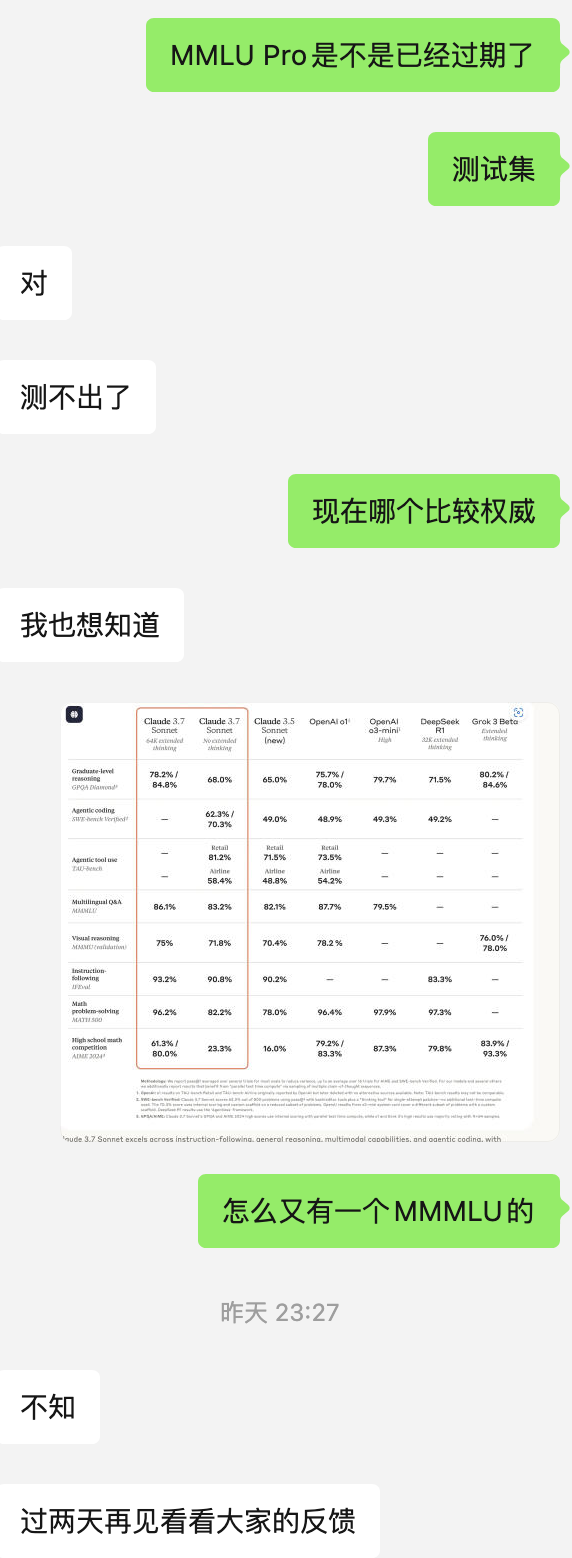 MMLU Pro是不是已经过期了
测试集
对
测不出了
现在哪个比较权威
我也想知道
Claude 3.7 Sonnet 64K extended thinking
Claude 3.7 Sonnet No extended thinking
Claude 3.5 Sonnet (new)
OpenAI o1¹
OpenAI o3-mini¹ High
DeepSeek R1 32K extended thinking
Grok 3 Beta Extended thinking
Graduate-level reasoning GPQA Diamond³
78.2% / 84.8%
68.0%
65.0%
75.7% / 78.0%
79.7%
71.5%
80.2% / 84.6%
Agentic coding SWE-bench Verified²
—
62.3% / 70.3%
49.0%
48.9%
49.3%
49.2%
—
Agentic tool use TAU-bench
—
Retail 81.2%
Retail 71.5%
Retail 73.5%
—
—
—
—
Airline 58.4%
Airline 48.8%
Airline 54.2%
—
—
—
Multilingual Q&A MMMLU
86.1%
83.2%
82.1%
87.7%
79.5%
—
—
Visual reasoning MMMU (validation)
75%
71.8%
70.4%
78.2 %
—
—
76.0% / 78.0%
Instruction-following IFEval
93.2%
90.8%
90.2%
—
—
83.3%
—
Math problem-solving MATH 500
96.2%
82.2%
78.0%
96.4%
97.9%
97.3%
—
High school math competition AIME 2024³
61.3% / 80.0%
23.3%
16.0%
79.2% / 83.3%
87.3%
79.8%
83.9% / 93.3%
aude 3.7 Sonnet excels across instruction-following, general reasoning, multimodal capabilities, and agentic coding, with
怎么又有一个MMMLU的
昨天 23:27
不知
过两天再见看看大家的反馈